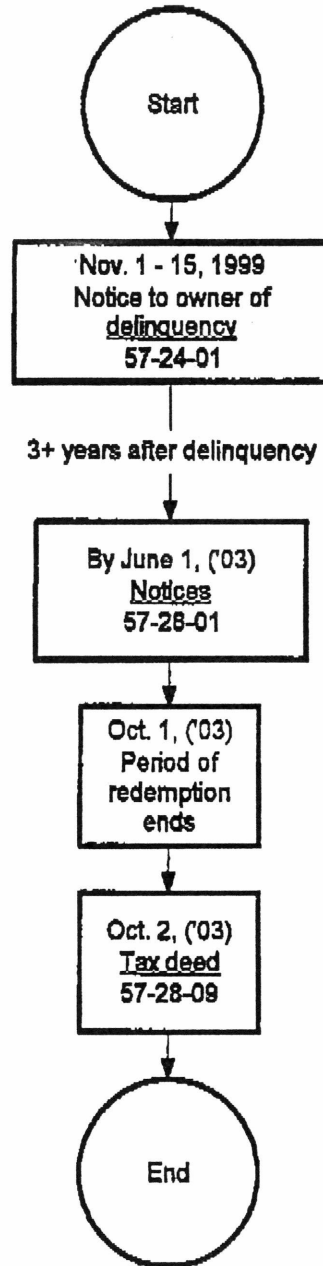 Start
Nov. 1 - 15, 1999
Notice to owner of
delinquency
57-24-01
3+ years after delinquency
By June 1, ('03)
Notices
57-28-01
Oct. 1, ('03)
Period of
redemption
ends
Oct. 2, ('03)
Tax deed
57-28-09
End